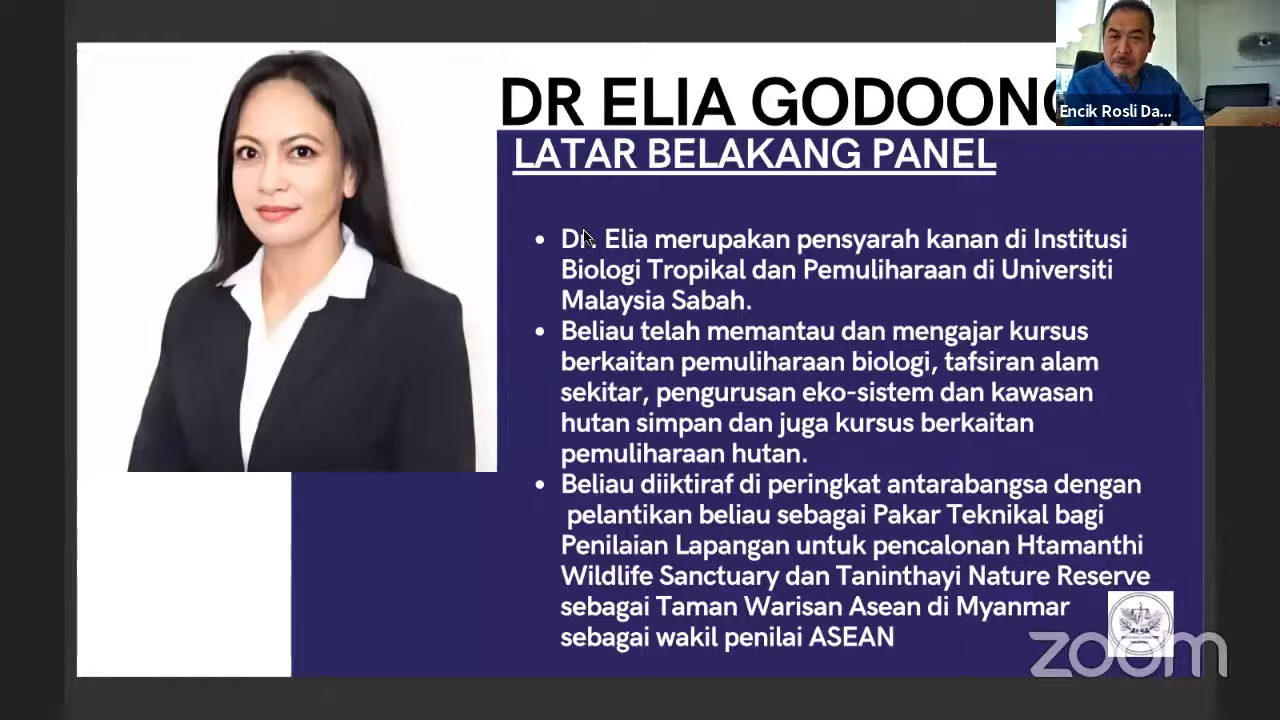 DR ELIA GODOONG
Encik Rosli Da...
LATAR BELAKANG PANEL
• Dr. Elia merupakan pensyarah kanan di Institusi
Biologi Tropikal dan Pemuliharaan di Universiti
Malaysia Sabah.
• Beliau telah memantau dan mengajar kursus
berkaitan pemuliharaan biologi, tafsiran alam
sekitar, pengurusan eko-sistem dan kawasan
hutan simpan dan juga kursus berkaitan
pemuliharaan hutan.
• Beliau diiktiraf di peringkat antarabangsa dengan
pelantikan beliau sebagai Pakar Teknikal bagi
Penilaian Lapangan untuk pencalonan Htamanthi
Wildlife Sanctuary dan Taninthayi Nature Reserve
sebagai Taman Warisan Asean di Myanmar
sebagai wakil penilai ASEAN
ALSA
zoom